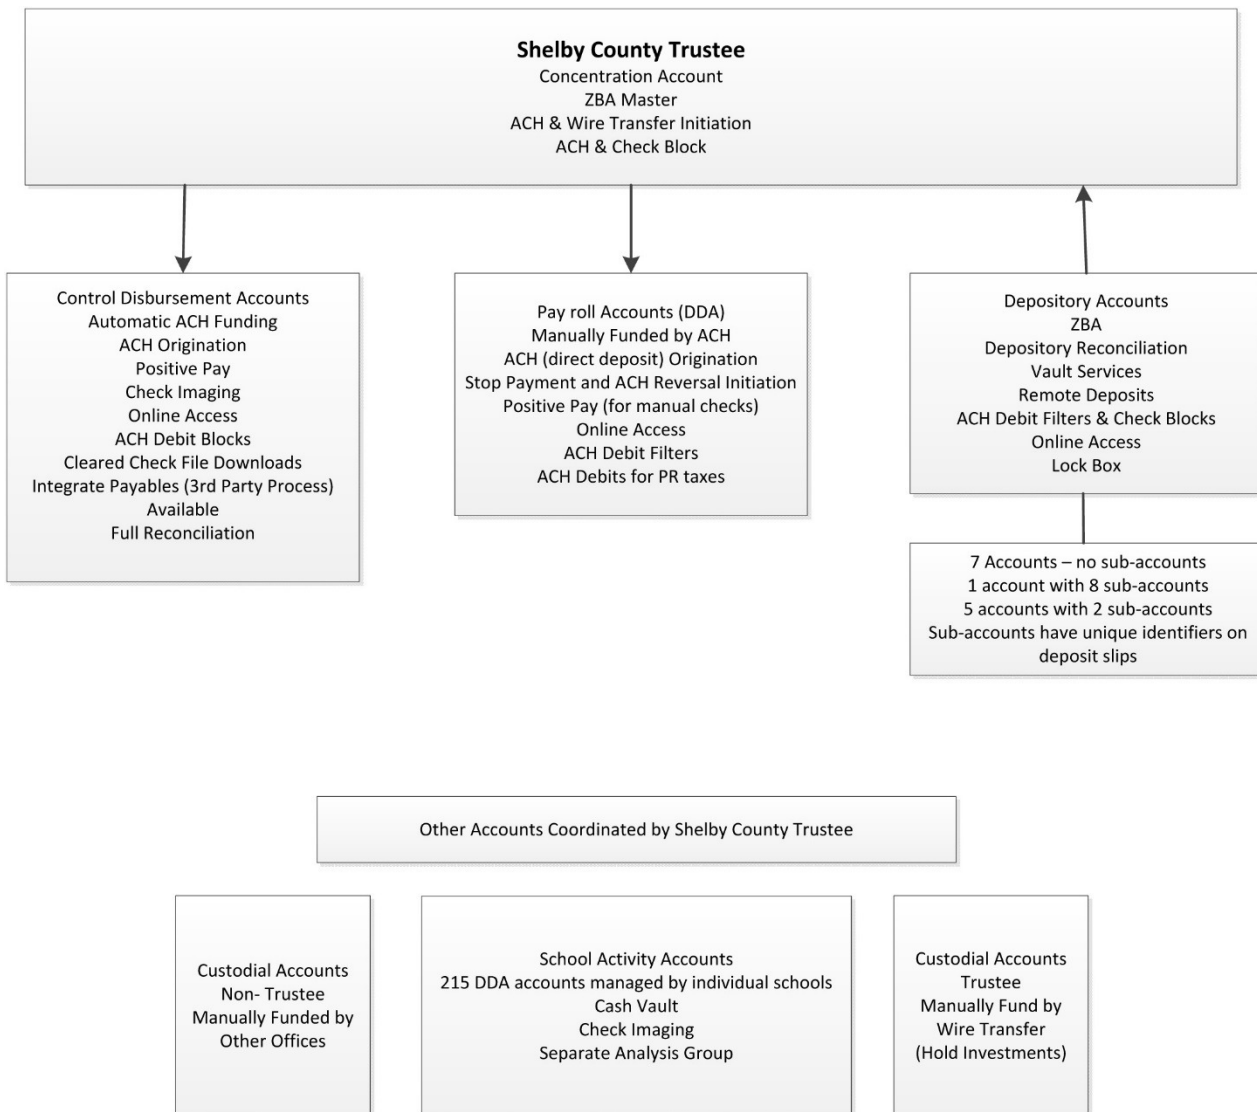 Shelby County Trustee
Concentration Account
ZBA Master
ACH & Wire Transfer Initiation
ACH & Check Block
Control Disbursement Accounts
Automatic ACH Funding
ACH Origination
Positive Pay
Check Imaging
Online Access
ACH Debit Blocks
Cleared Check File Downloads
Integrate Payables (3rd Party Process)
Available
Full Reconciliation
Pay roll Accounts (DDA)
Manually Funded by ACH
ACH (direct deposit) Origination
Stop Payment and ACH Reversal Initiation
Positive Pay (for manual checks)
Online Access
ACH Debit Filters
ACH Debits for PR taxes
Depository Accounts
ZBA
Depository Reconciliation
Vault Services
Remote Deposits
ACH Debit Filters & Check Blocks
Online Access
Lock Box
7 Accounts – no sub-accounts
1 account with 8 sub-accounts
5 accounts with 2 sub-accounts
Sub-accounts have unique identifiers on
deposit slips
Other Accounts Coordinated by Shelby County Trustee
Custodial Accounts
Non- Trustee
Manually Funded by
Other Offices
School Activity Accounts
215 DDA accounts managed by individual schools
Cash Vault
Check Imaging
Separate Analysis Group
Custodial Accounts
Trustee
Manually Fund by
Wire Transfer
(Hold Investments)